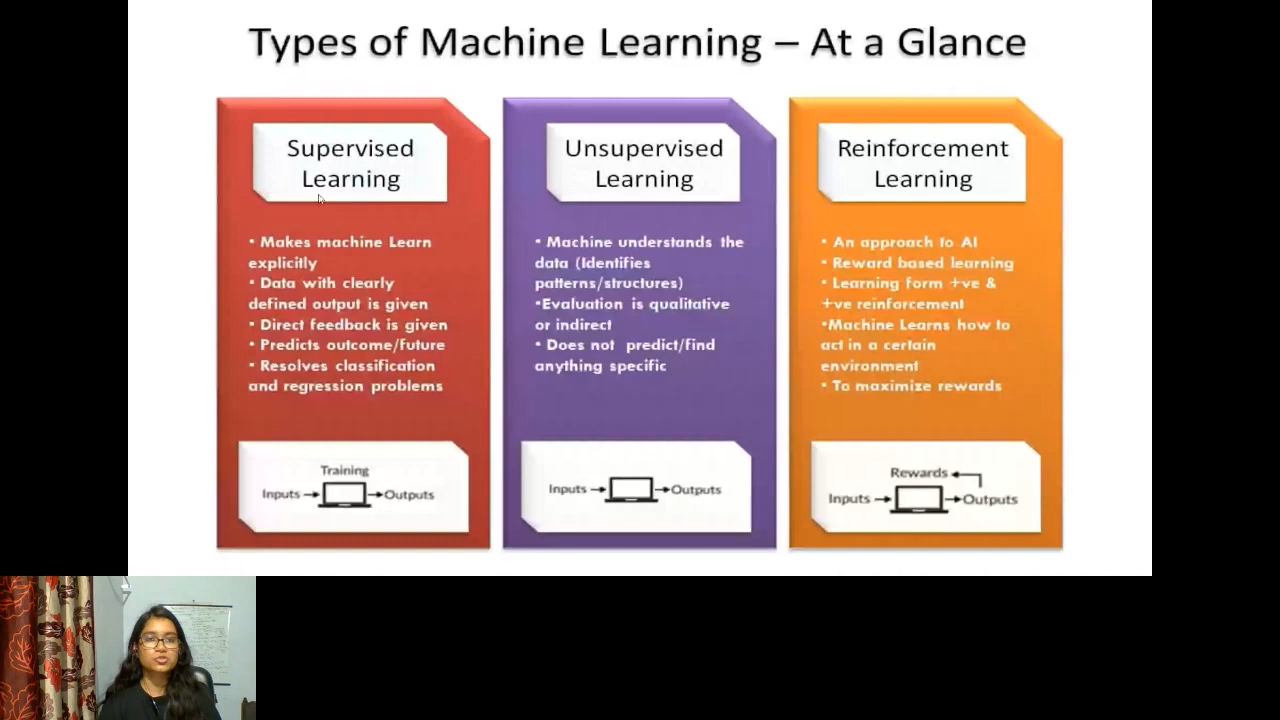 Types of Machine Learning – At a Glance
Supervised
Learning
• Makes machine Learn
explicitly
• Data with clearly
defined output is given
• Direct feedback is given
• Predicts outcome/future
• Resolves classification
and regression problems
Training
Inputs
Outputs
Unsupervised
Learning
• Machine understands the
data (Identifies
patterns/structures)
•Evaluation is qualitative
or indirect
• Does not predict/find
anything specific
Inputs
Outputs
Reinforcement
Learning
• An approach to AI
• Reward based learning
• Learning form +ve &
+ve reinforcement
•Machine Learns how to
act in a certain
environment
• To maximize rewards
Rewards
Inputs
Outputs